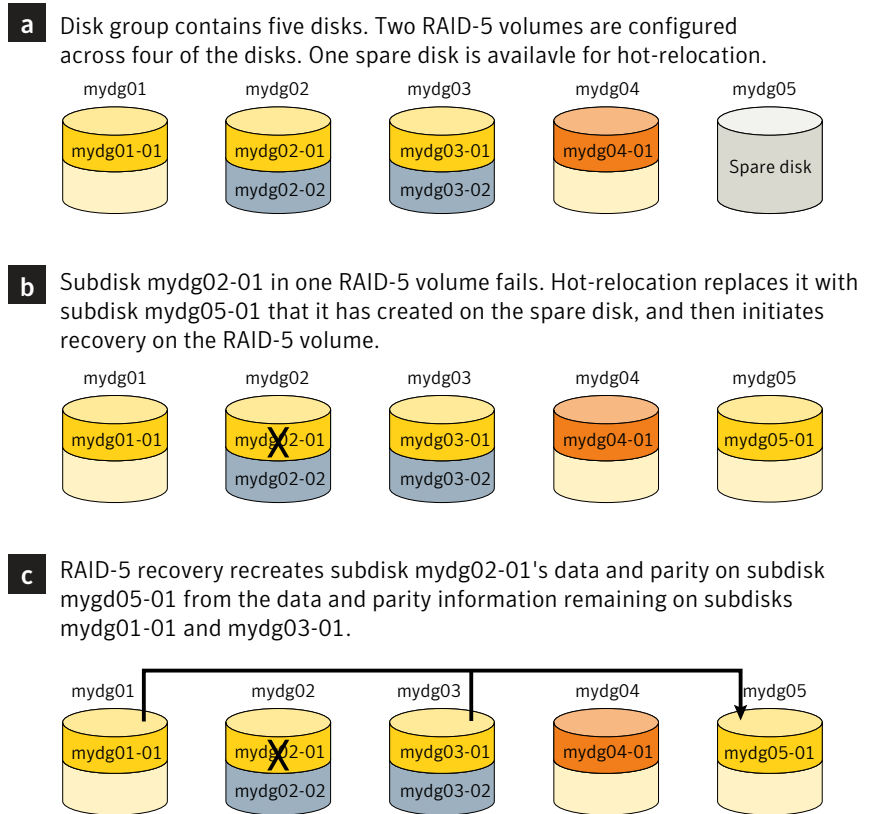 a
Disk group contains five disks. Two RAID-5 volumes are configured
across four of the disks. One spare disk is availavle for hot-relocation.
mydg01 mydg02 mydg03 mydg04 mydg05
mydg01-01 mydg02-01 mydg03-01 mydg04-01 Spare disk
mydg02-02 mydg03-02
b
Subdisk mydg02-01 in one RAID-5 volume fails. Hot-relocation replaces it with
subdisk mydg05-01 that it has created on the spare disk, and then initiates
recovery on the RAID-5 volume.
mydg01 mydg02 mydg03 mydg04 mydg05
mydg01-01 mydg02-01 mydg03-01 mydg04-01 mydg05-01
X
mydg02-02 mydg03-02
c
RAID-5 recovery recreates subdisk mydg02-01's data and parity on subdisk
mygd05-01 from the data and parity information remaining on subdisks
mydg01-01 and mydg03-01.
mydg01 mydg02 mydg03 mydg04 mydg05
mydg01-01 mydg02-01 mydg03-01 mydg04-01 mydg05-01
X
mydg02-02 mydg03-02